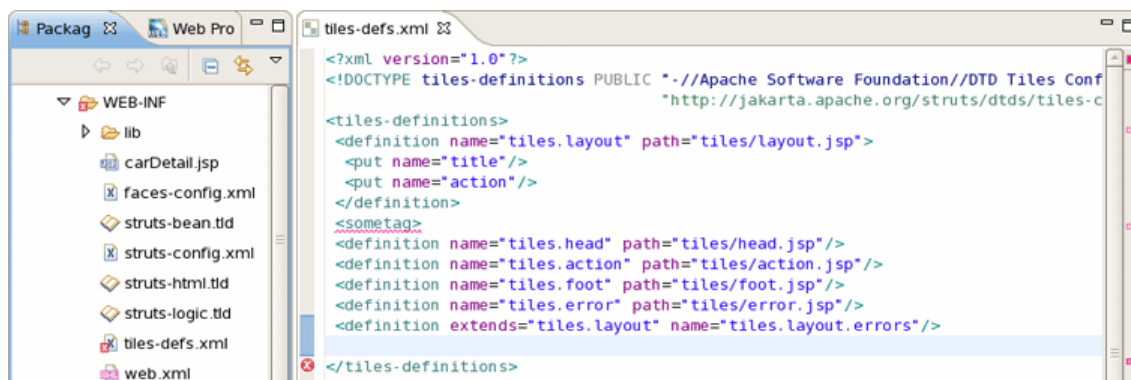 Packag
Web Pro
WEB-INF
lib
carDetail.jsp
faces-config.xml
struts-bean.tld
struts-config.xml
struts-html.tld
struts-logic.tld
tiles-defs.xml
web.xml
tiles-defs.xml
<?xml version="1.0"?>
<!DOCTYPE tiles-definitions PUBLIC "-//Apache Software Foundation//DTD Tiles Conf
"http://jakarta.apache.org/struts/dtds/tiles-c
<tiles-definitions>
<definition name="tiles.layout" path="tiles/layout.jsp">
<put name="title"/>
<put name="action"/>
</definition>
<sometag>
<definition name="tiles.head" path="tiles/head.jsp"/>
<definition name="tiles.action" path="tiles/action.jsp"/>
<definition name="tiles.foot" path="tiles/foot.jsp"/>
<definition name="tiles.error" path="tiles/error.jsp"/>
<definition extends="tiles.layout" name="tiles.layout.errors"/>
</tiles-definitions>